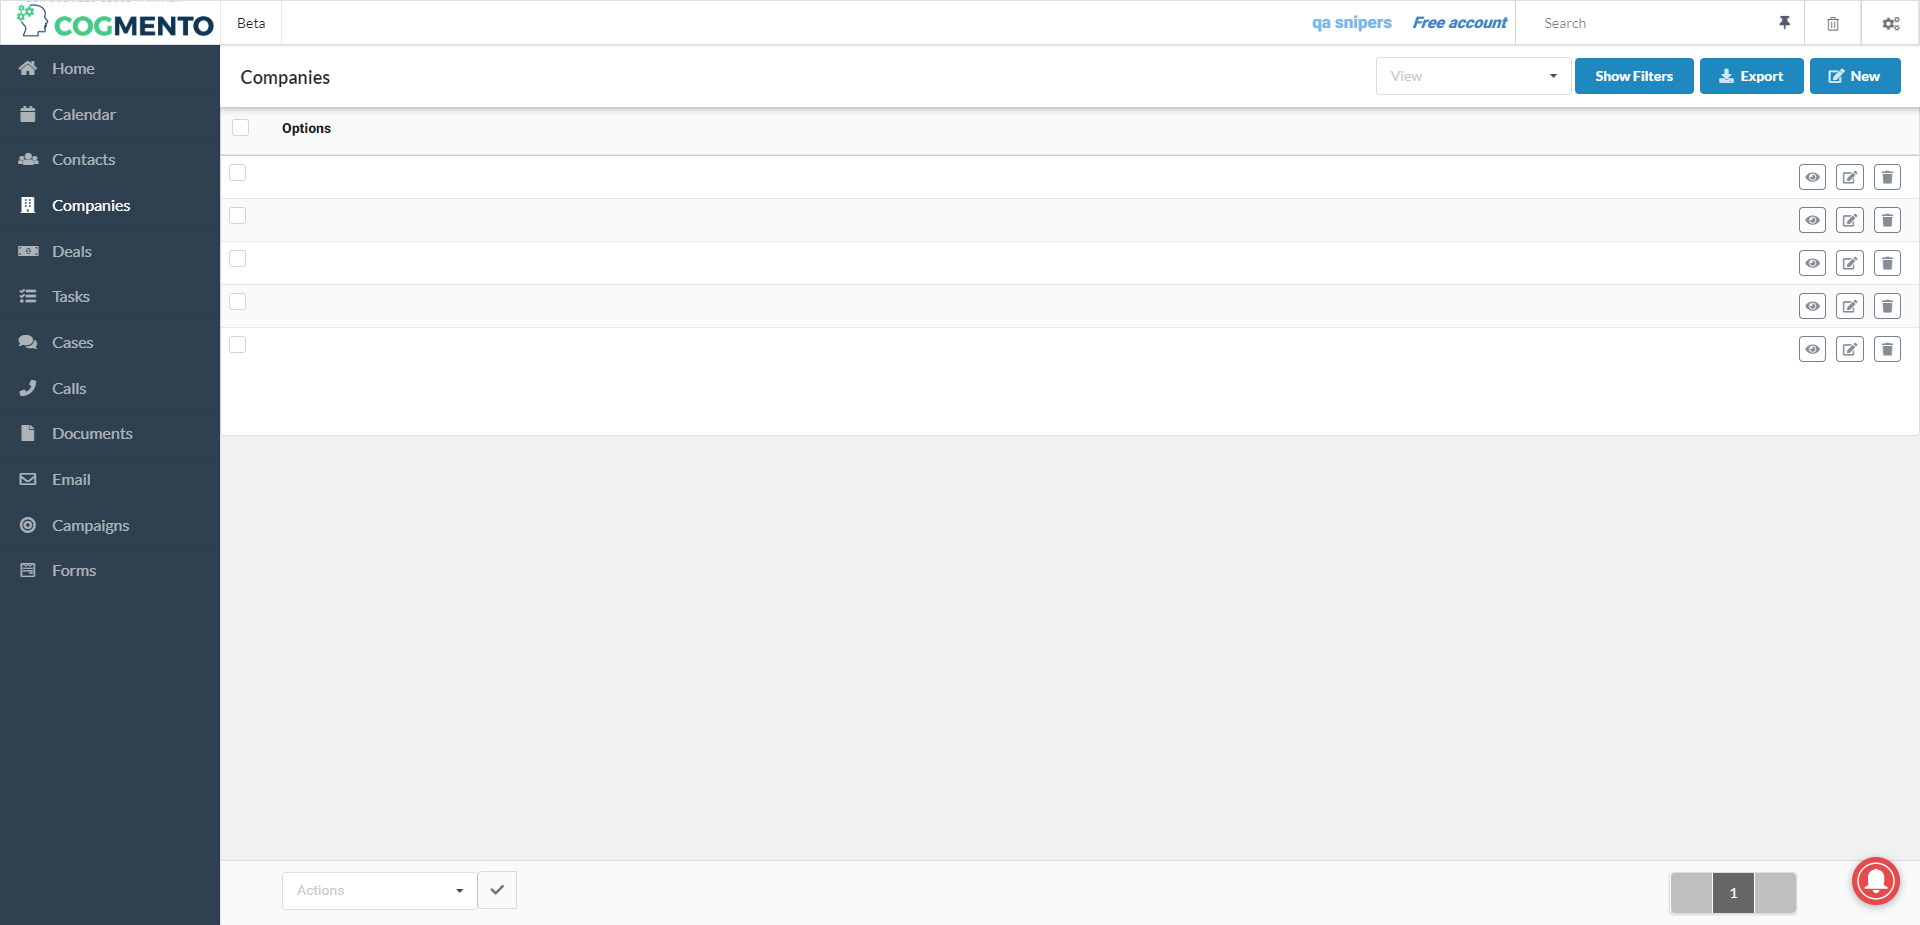 COGMENTO
Beta
qa snipers
Free account
Search
Home
Calendar
Contacts
Companies
Deals
Tasks
Cases
Calls
Documents
Email
Campaigns
Forms
Companies
View
Show Filters
Export
New
Options
Actions
1